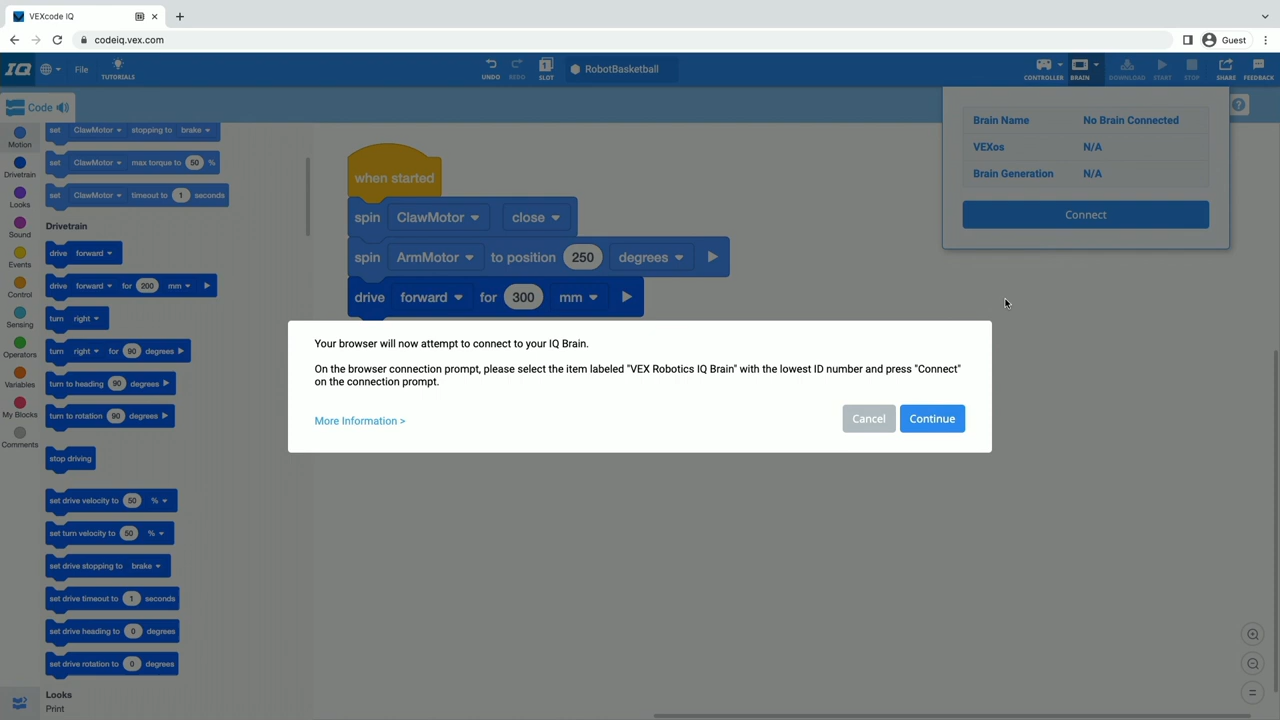 VEXcode IQ
codeiq.vex.com
Guest
IQ
File
TUTORIALS
UNDO
REDO
1
SLOT
RobotBasketball
CONTROLLER
BRAIN
DOWNLOAD
START
STOP
SHARE
FEEDBACK
Code
?
Motion
Drivetrain
Looks
Sound
Events
Control
Sensing
Operators
Variables
My Blocks
Comments
set ClawMotor stopping to brake
set ClawMotor max torque to 50 %
set ClawMotor timeout to 1 seconds
Drivetrain
drive forward
drive forward for 200 mm
turn right
turn right for 90 degrees
turn to heading 90 degrees
turn to rotation 90 degrees
stop driving
set drive velocity to 50 %
set turn velocity to 50 %
set drive stopping to brake
set drive timeout to 1 seconds
set drive heading to 0 degrees
set drive rotation to 0 degrees
Looks
Print
when started
spin ClawMotor close
spin ArmMotor to position 250 degrees
drive forward for 300 mm
Brain Name No Brain Connected
VEXos N/A
Brain Generation N/A
Connect
Your browser will now attempt to connect to your IQ Brain.
On the browser connection prompt, please select the item labeled "VEX Robotics IQ Brain" with the lowest ID number and press "Connect"
on the connection prompt.
More Information >
Cancel
Continue